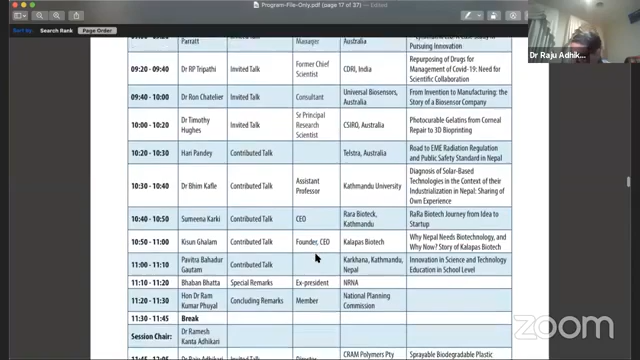 Program-File-Only.pdf (page 17 of 37) — Edited
Sort by: Search Rank Page Order
Dr Raju Adhik...
Parratt Manager Australia Pursuing Innovation
09:20 - 09:40 Dr RP Tripathi Invited Talk Former Chief Scientist CDRI, India Repurposing of Drugs for Management of Covid-19: Need for Scientific Collaboration
09:40 - 10:00 Dr Ron Chatelier Invited Talk Consultant Universal Biosensors, Australia From Invention to Manufacturing: the Story of a Biosensor Company
10:00 - 10:20 Dr Timothy Hughes Invited Talk Sr Principal Research Scientist CSIRO, Australia Photocurable Gelatins from Corneal Repair to 3D Bioprinting
10:20 - 10:30 Hari Pandey Contributed Talk Telstra, Australia Road to EME Radiation Regulation and Public Safety Standard in Nepal
10:30 - 10:40 Dr Bhim Kafle Contributed Talk Assistant Professor Kathmandu University Diagnosis of Solar-Based Technologies in the Context of their Industrialization in Nepal: Sharing of Own Experience
10:40 - 10:50 Sumeena Karki Contributed Talk CEO Rara Bioteck, Kathmandu RaRa Biotech Journey from Idea to Startup
10:50 - 11:00 Kisun Ghalam Contributed Talk Founder, CEO Kalapas Biotech Why Nepal Needs Biotechnology, and Why Now? Story of Kalapas Biotech
11:00 - 11:10 Pavitra Bahadur Gautam Contributed Talk Karkhana, Kathmandu, Nepal Innovation in Science and Technology Education in School Level
11:10 - 11:20 Bhaban Bhatta Special Remarks Ex-president NRNA
11:20 - 11:30 Hon Dr Ram Kumar Phuyal Concluding Remarks Member National Planning Commission
11:30 - 11:45 Break
Session Chair: Dr Ramesh Kanta Adhikari
11:45 - 12:05 Dr Raju Adhikari Invited Talk Director CRAM Polymers Pty Sprayable Biodegradable Plastic
zoom